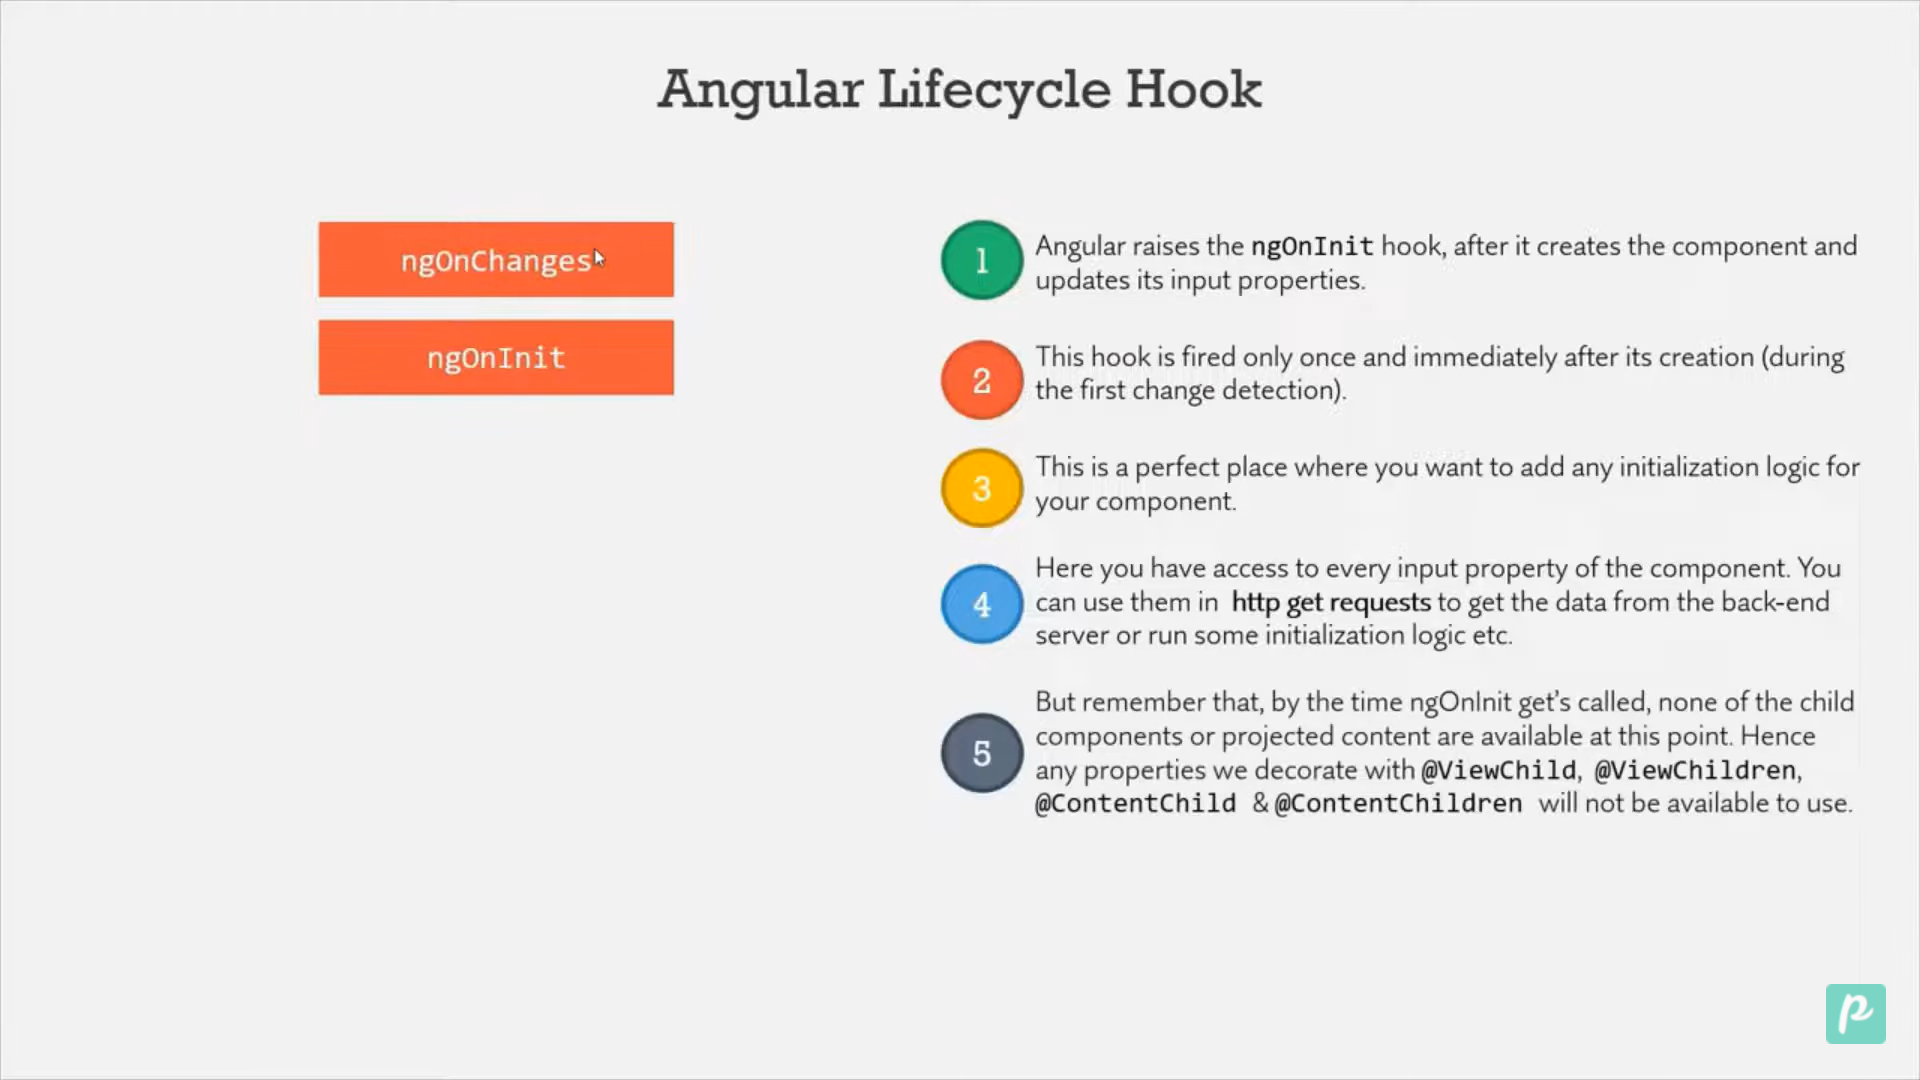 Angular Lifecycle Hook
ngOnChanges
ngOnInit
1
Angular raises the ngOnInit hook, after it creates the component and
updates its input properties.
2
This hook is fired only once and immediately after its creation (during
the first change detection).
3
This is a perfect place where you want to add any initialization logic for
your component.
4
Here you have access to every input property of the component. You
can use them in http get requests to get the data from the back-end
server or run some initialization logic etc.
5
But remember that, by the time ngOnInit get's called, none of the child
components or projected content are available at this point. Hence
any properties we decorate with @ViewChild, @ViewChildren,
@ContentChild & @ContentChildren will not be available to use.
p